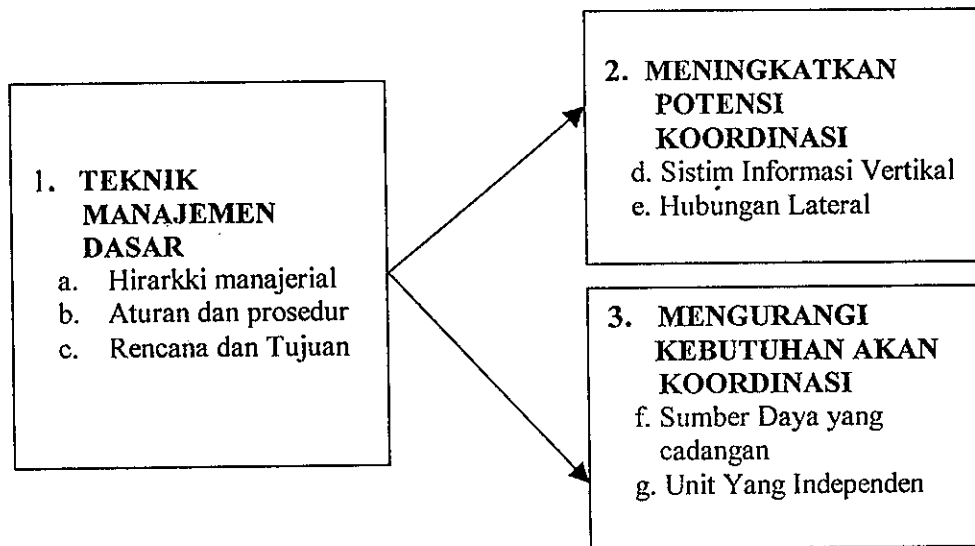 1. TEKNIK
MANAJEMEN
DASAR
a. Hirarkki manajerial
b. Aturan dan prosedur
c. Rencana dan Tujuan
2. MENINGKATKAN
POTENSI
KOORDINASI
d. Sistim Informasi Vertikal
e. Hubungan Lateral
3. MENGURANGI
KEBUTUHAN AKAN
KOORDINASI
f. Sumber Daya yang
cadangan
g. Unit Yang Independen